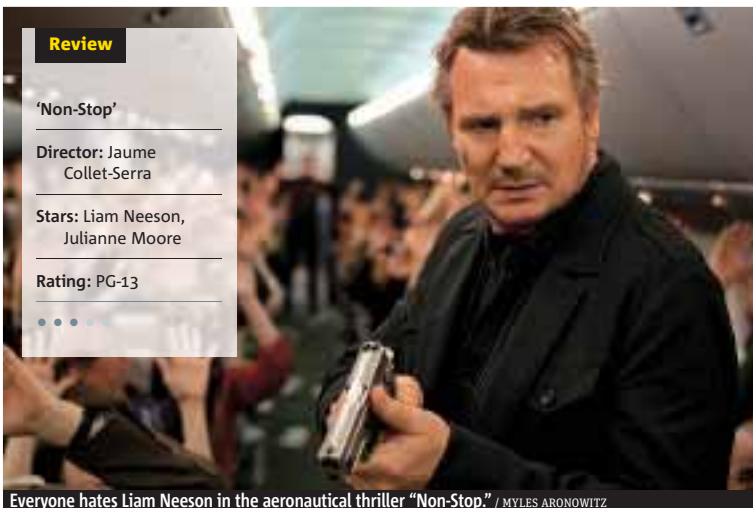 Review
‘Non-Stop’
Director: Jaume
Collet-Serra
Stars: Liam Neeson,
Julianne Moore
Rating: PG-13
Everyone hates Liam Neeson in the aeronautical thriller “Non-Stop.” / MYLES ARONOWITZ